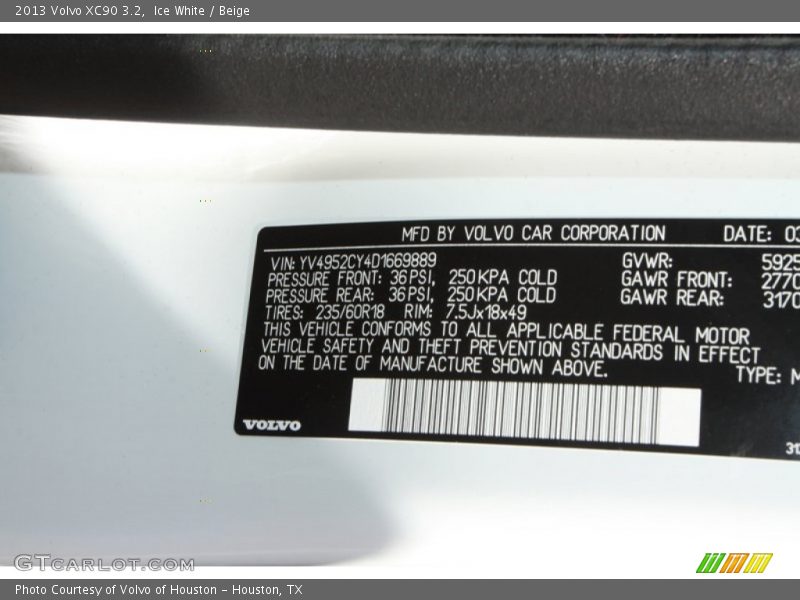 2013 Volvo XC90 3.2, Ice White / Beige
MFD BY VOLVO CAR CORPORATION DATE: 03
VIN: YV4952CY4D1669889 GVWR: 5925
PRESSURE FRONT: 36PSI, 250KPA COLD GAWR FRONT: 2770
PRESSURE REAR: 36PSI, 250KPA COLD GAWR REAR: 3170
TIRES: 235/60R18 RIM: 7.5Jx18x49
THIS VEHICLE CONFORMS TO ALL APPLICABLE FEDERAL MOTOR
VEHICLE SAFETY AND THEFT PREVENTION STANDARDS IN EFFECT
ON THE DATE OF MANUFACTURE SHOWN ABOVE.
TYPE: M
VOLVO
GTCARLOT.COM
Photo Courtesy of Volvo of Houston - Houston, TX